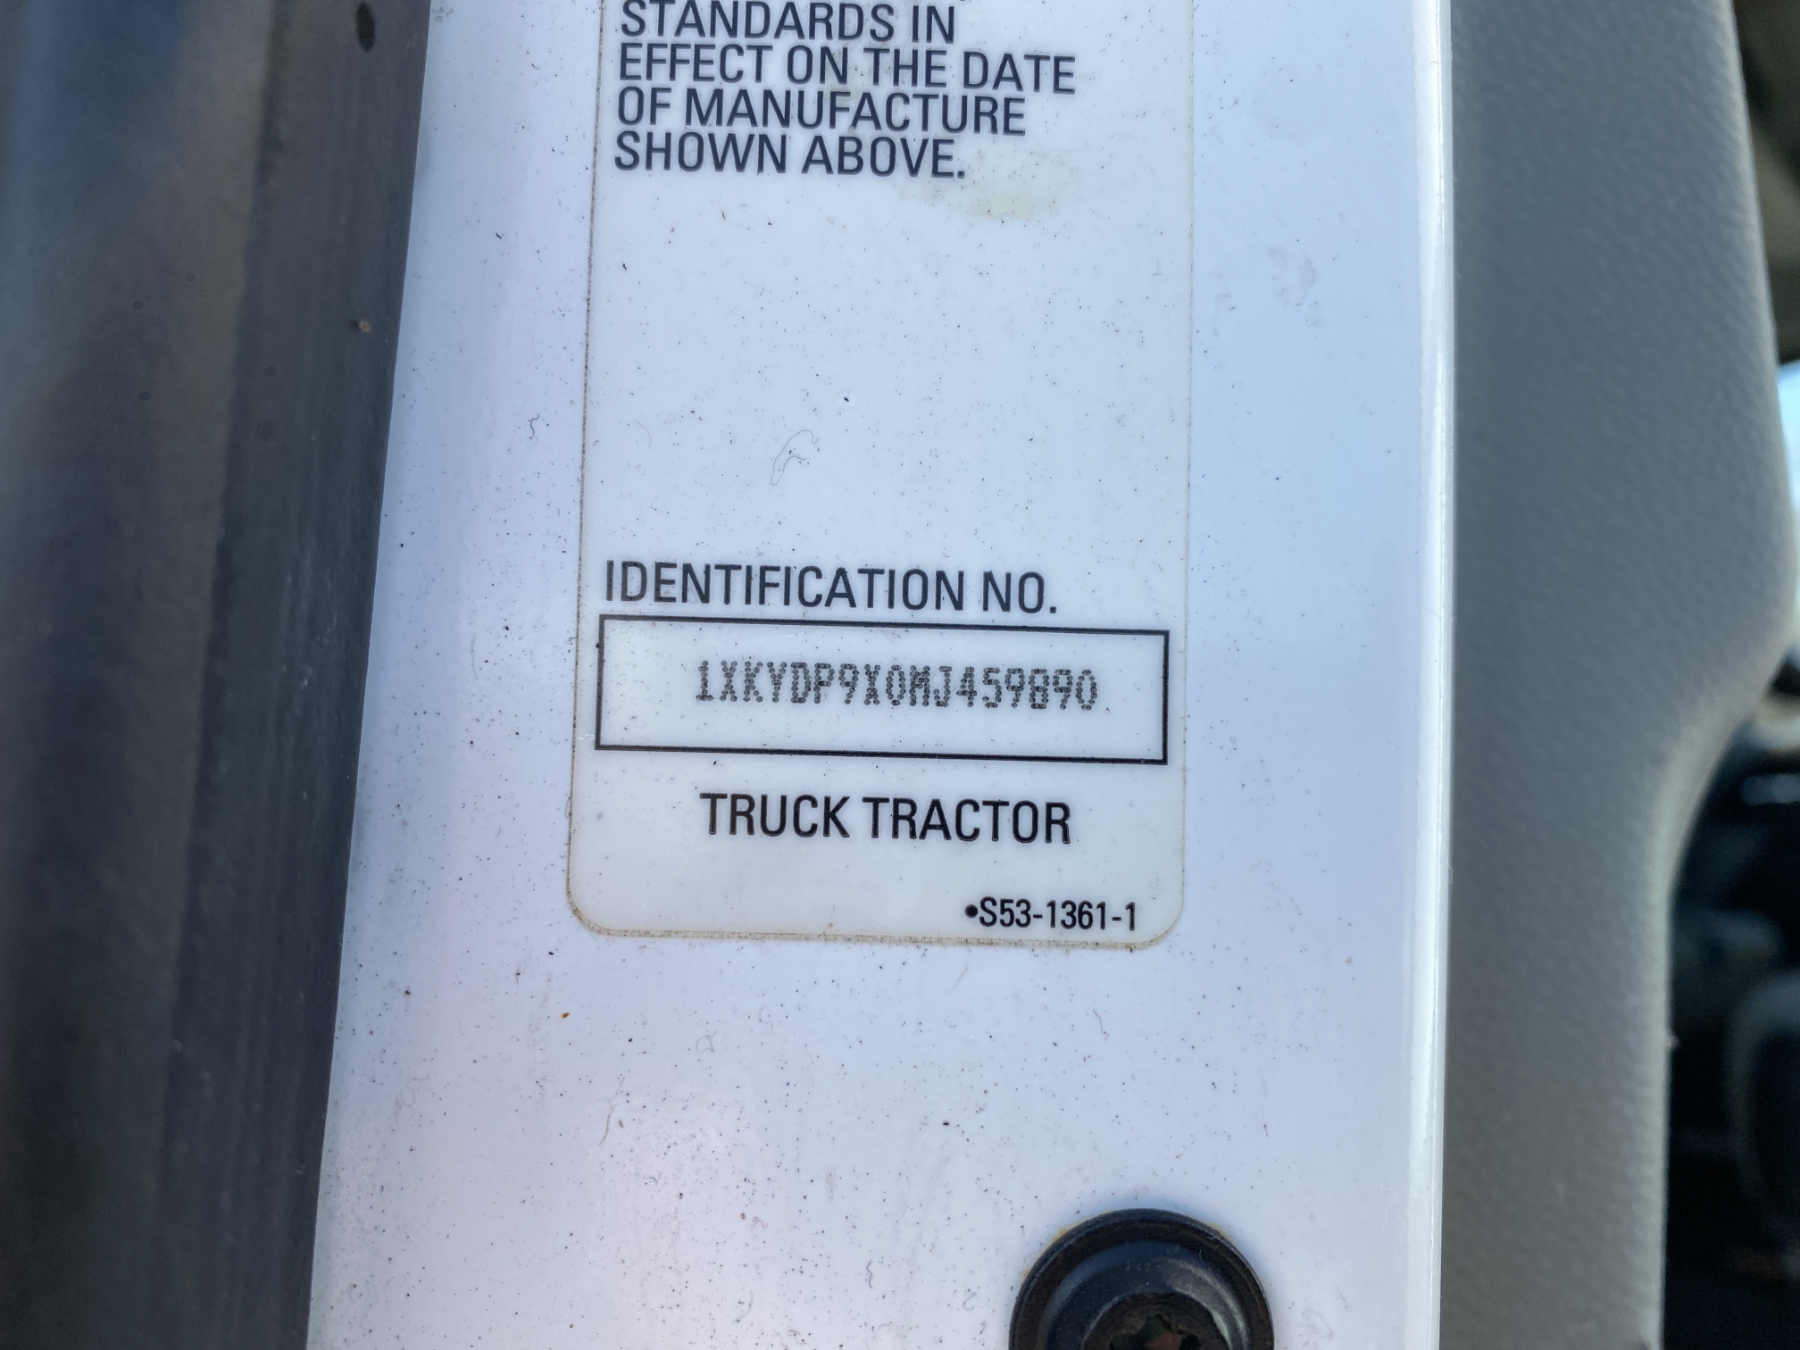 STANDARDS IN
EFFECT ON THE DATE
OF MANUFACTURE
SHOWN ABOVE.
IDENTIFICATION NO.
1XKYDP9X0MJ459890
TRUCK TRACTOR
•S53-1361-1